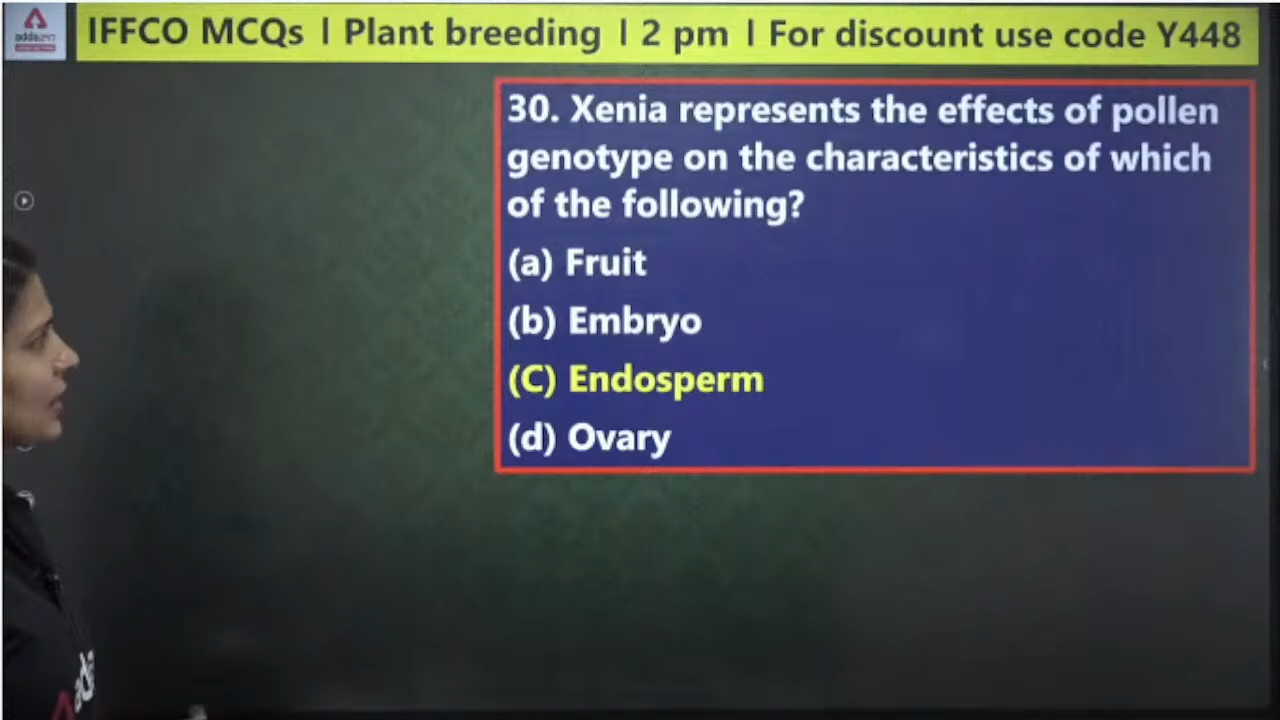 adda247
IFFCO MCQs I Plant breeding I 2 pm I For discount use code Y448
30. Xenia represents the effects of pollen
genotype on the characteristics of which
of the following?
(a) Fruit
(b) Embryo
(C) Endosperm
(d) Ovary